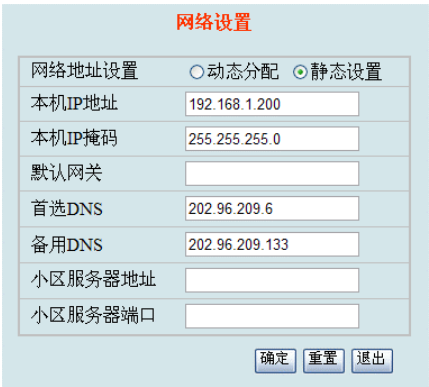 网络设置
网络地址设置 动态分配 静态设置
本机IP地址 192.168.1.200
本机IP掩码 255.255.255.0
默认网关
首选DNS 202.96.209.6
备用DNS 202.96.209.133
小区服务器地址
小区服务器端口
确定 重置 退出